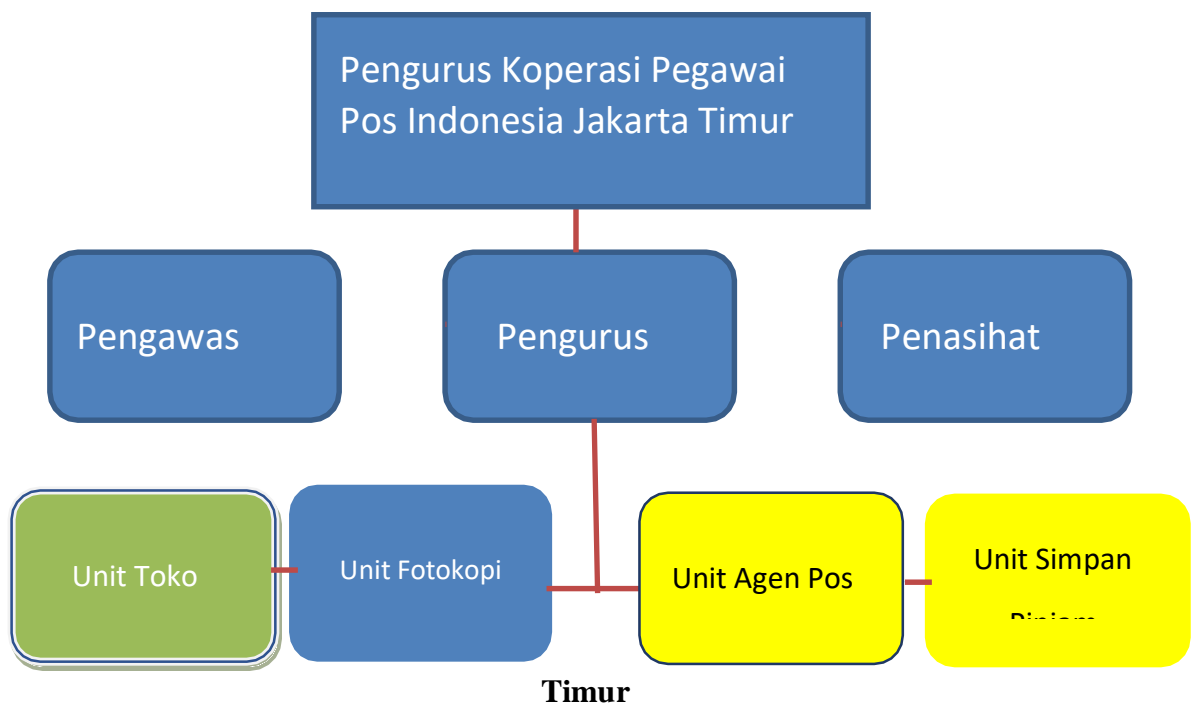 Pengurus Koperasi Pegawai
Pos Indonesia Jakarta Timur
Pengawas
Pengurus
Penasihat
Unit Toko
Unit Fotokopi
Unit Agen Pos
Unit Simpan
Timur